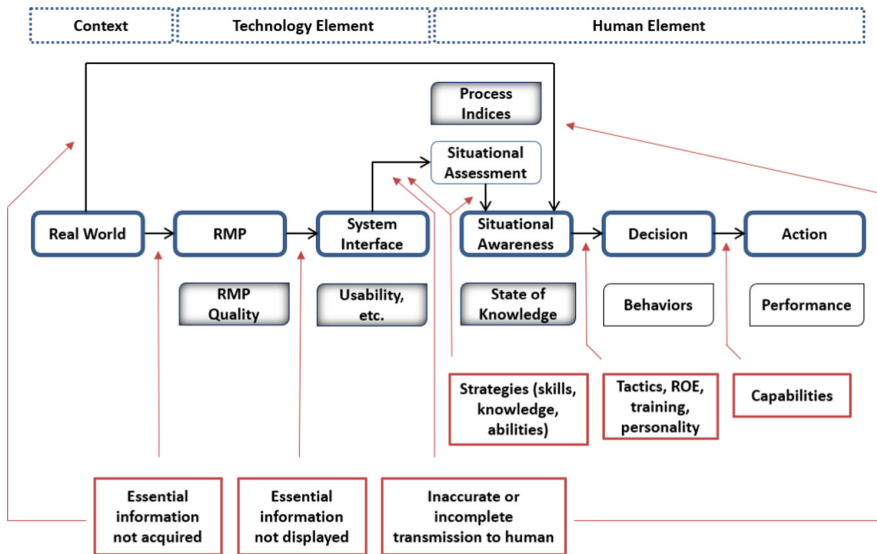 Context
Technology Element
Human Element
Process
Indices
Situational
Assessment
Real World
RMP
System
Interface
Situational
Awareness
Decision
Action
RMP
Quality
Usability,
etc.
State of
Knowledge
Behaviors
Performance
Strategies (skills,
knowledge,
abilities)
Tactics, ROE,
training,
personality
Capabilities
Essential
information
not acquired
Essential
information
not displayed
Inaccurate or
incomplete
transmission to human